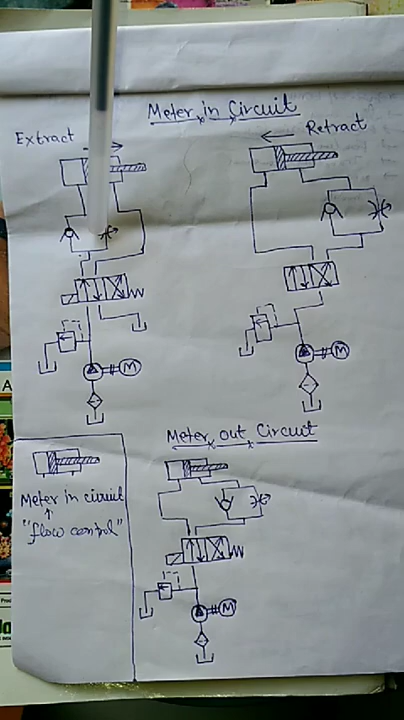 Meter in Circuit
Extract
Retract
M
M
Meter out Circuit
Meter in circuit
"flow control"
M
A